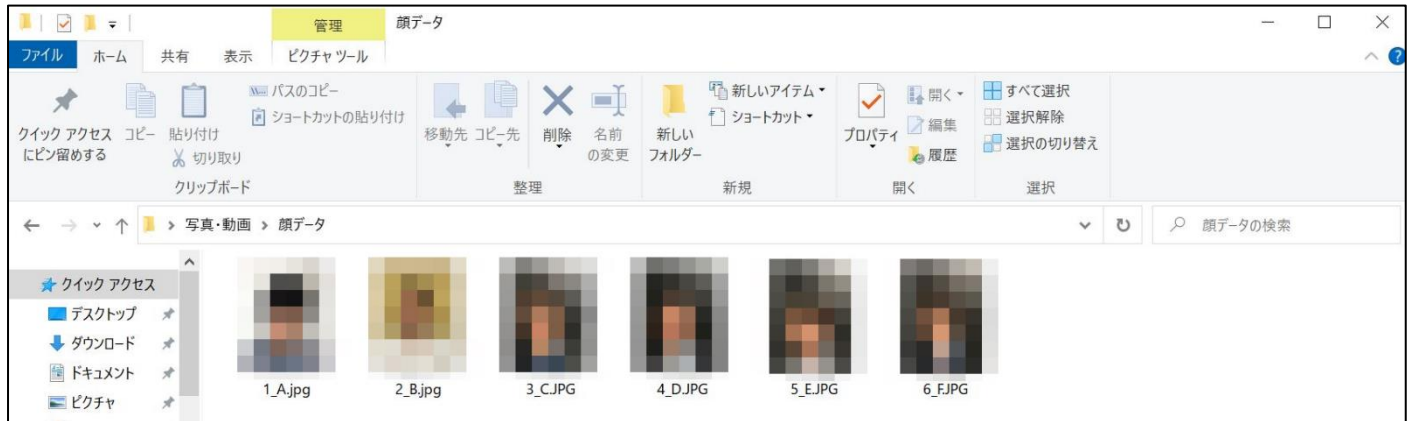 管理 顔データ
ファイル ホーム 共有 表示 ピクチャ ツール
クイック アクセス
にピン留めする
コピー
貼り付け
切り取り
パスのコピー
ショートカットの貼り付け
クリップボード
移動先
コピー先
削除
名前
の変更
整理
新しい
フォルダー
新しいアイテム
ショートカット
新規
プロパティ
開く
編集
履歴
開く
すべて選択
選択解除
選択の切り替え
選択
写真・動画 > 顔データ
顔データの検索
クイック アクセス
デスクトップ
ダウンロード
ドキュメント
ピクチャ
1_A.jpg 2_B.jpg 3_C.JPG 4_D.JPG 5_E.JPG 6_F.JPG